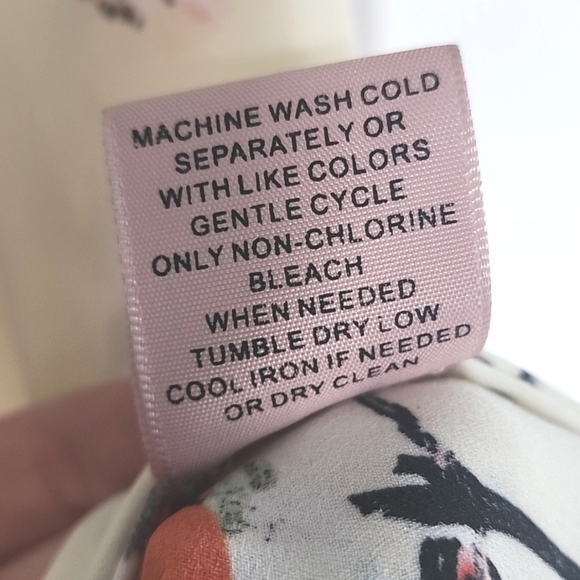 MACHINE WASH COLD
SEPARATELY OR
WITH LIKE COLORS
GENTLE CYCLE
ONLY NON-CHLORINE
BLEACH
WHEN NEEDED
TUMBLE DRY LOW
COOL IRON IF NEEDED
OR DRY CLEAN